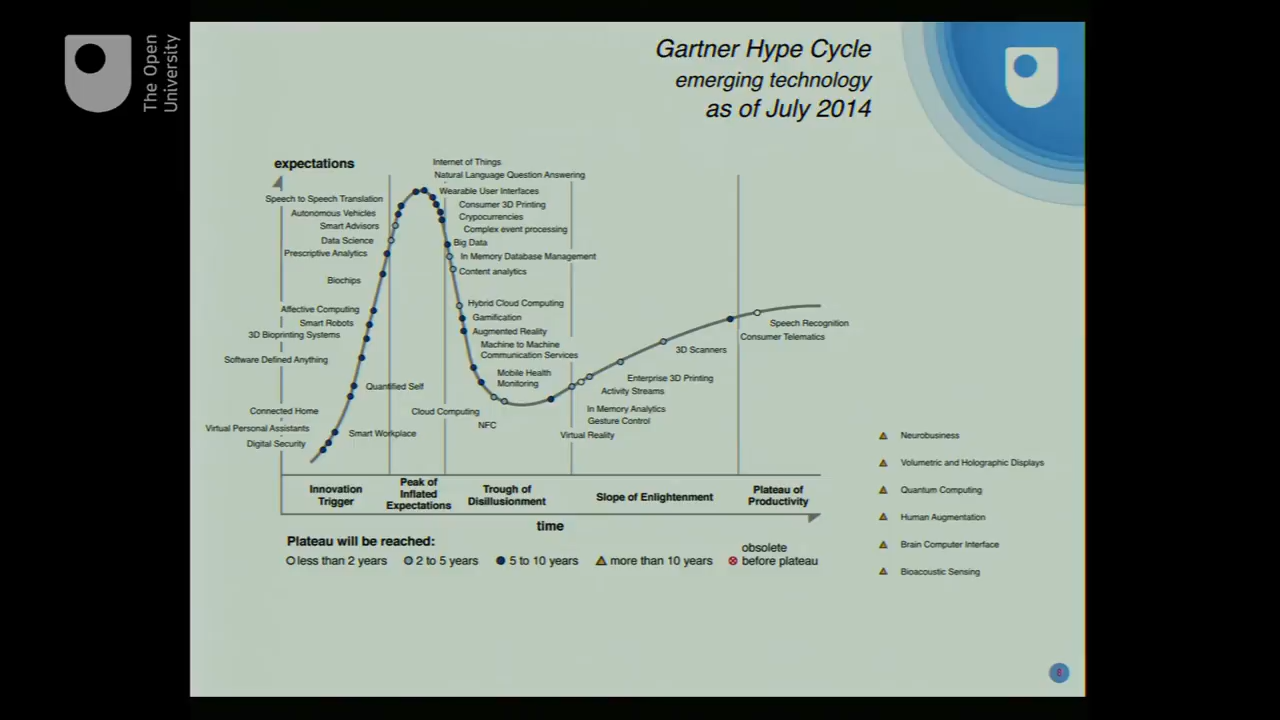 The Open
University
Gartner Hype Cycle
emerging technology
as of July 2014
expectations
Internet of Things
Natural Language Question Answering
Wearable User Interfaces
Speech to Speech Translation
Consumer 3D Printing
Autonomous Vehicles
Crypocurrencies
Smart Advisors
Complex event processing
Data Science
Big Data
Prescriptive Analytics
In Memory Database Management
Content analytics
Biochips
Hybrid Cloud Computing
Affective Computing
Gamification
Smart Robots
Augmented Reality
3D Bioprinting Systems
Machine to Machine
Communication Services
Software Defined Anything
Mobile Health
Monitoring
Quantified Self
Connected Home
Cloud Computing
Virtual Personal Assistants
NFC
Smart Workplace
Digital Security
Speech Recognition
Consumer Telematics
3D Scanners
Enterprise 3D Printing
Activity Streams
In Memory Analytics
Gesture Control
Virtual Reality
Innovation
Trigger
Peak of
Inflated
Expectations
Trough of
Disillusionment
Slope of Enlightenment
Plateau of
Productivity
time
Plateau will be reached:
less than 2 years
2 to 5 years
5 to 10 years
more than 10 years
obsolete
before plateau
Neurobusiness
Volumetric and Holographic Displays
Quantum Computing
Human Augmentation
Brain Computer Interface
Bioacoustic Sensing
8